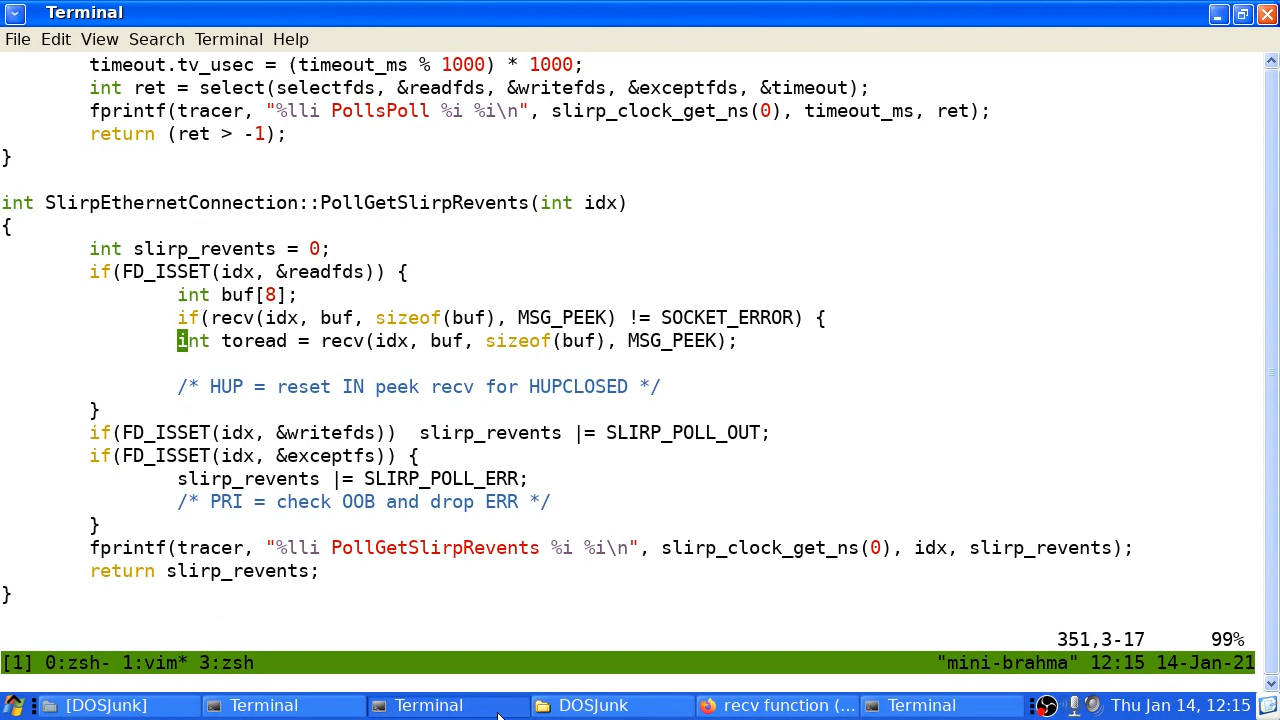 Terminal
File Edit View Search Terminal Help
timeout.tv_usec = (timeout_ms % 1000) * 1000;
int ret = select(selectfds, &readfds, &writefds, &exceptfds, &timeout);
fprintf(tracer, "%lli PollsPoll %i %i\n", slirp_clock_get_ns(0), timeout_ms, ret);
return (ret > -1);
}
int SlirpEthernetConnection::PollGetSlirpRevents(int idx)
{
int slirp_revents = 0;
if(FD_ISSET(idx, &readfds)) {
int buf[8];
if(recv(idx, buf, sizeof(buf), MSG_PEEK) != SOCKET_ERROR) {
int toread = recv(idx, buf, sizeof(buf), MSG_PEEK);
/* HUP = reset IN peek recv for HUPCLOSED */
}
if(FD_ISSET(idx, &writefds))  slirp_revents |= SLIRP_POLL_OUT;
if(FD_ISSET(idx, &exceptfs)) {
slirp_revents |= SLIRP_POLL_ERR;
/* PRI = check OOB and drop ERR */
}
fprintf(tracer, "%lli PollGetSlirpRevents %i %i\n", slirp_clock_get_ns(0), idx, slirp_revents);
return slirp_revents;
}
351,3-17 99%
[1] 0:zsh- 1:vim* 3:zsh "mini-brahma" 12:15 14-Jan-21
[DOSJunk] Terminal Terminal DOSJunk recv function (... Terminal Thu Jan 14, 12:15